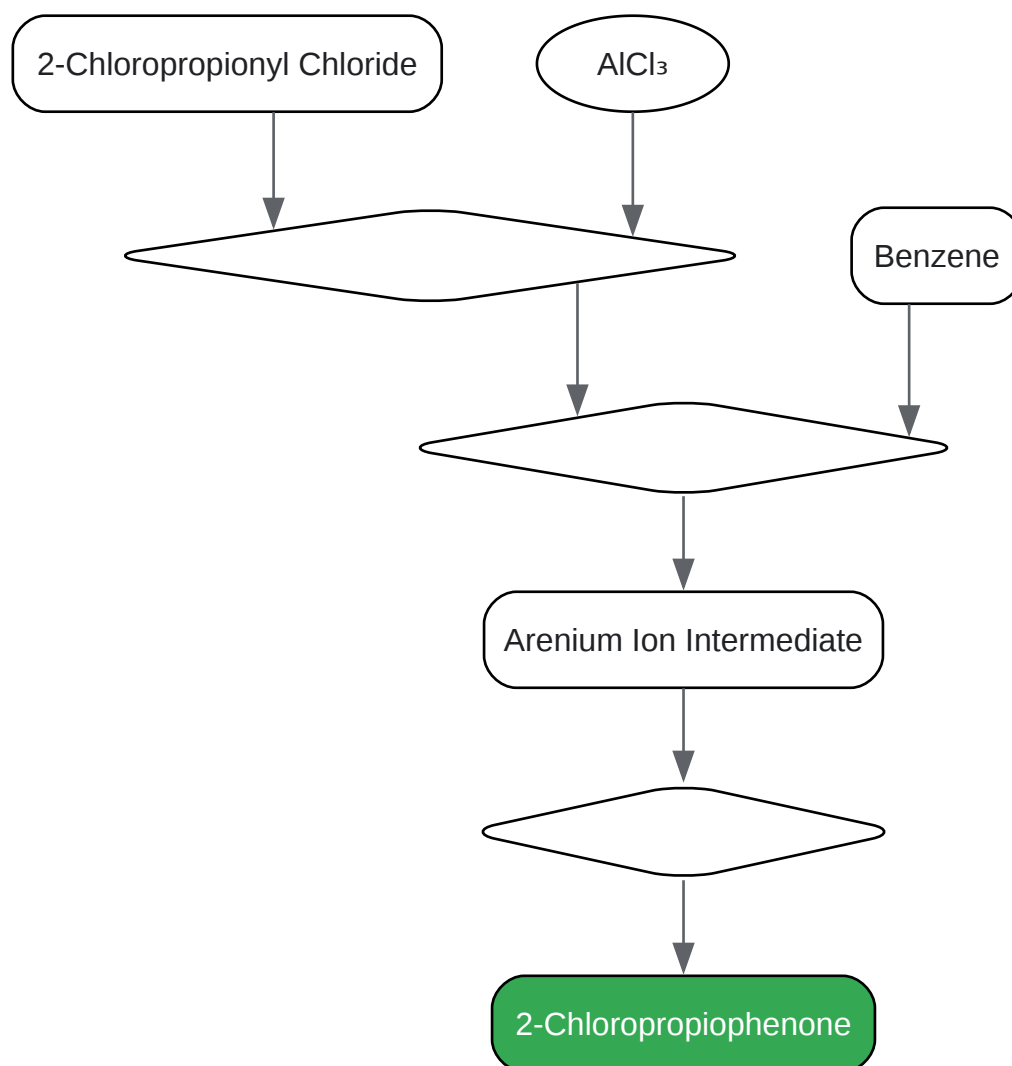 2-Chloropropionyl Chloride
AlCl₃
Benzene
Arenium Ion Intermediate
2-Chloropropiophenone